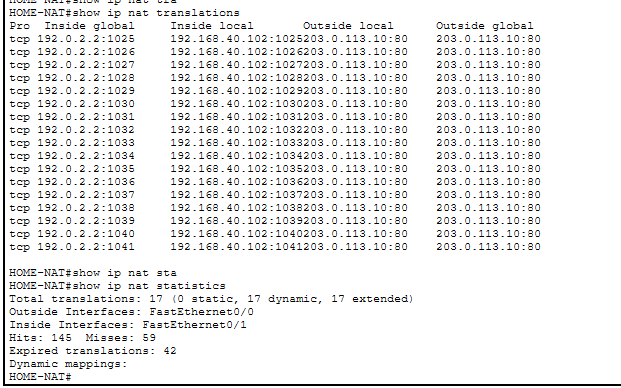 HOME-NAT#show ip nat tra
HOME-NAT#show ip nat translations
Pro  Inside global     Inside local       Outside local      Outside global
tcp 192.0.2.2:1025     192.168.40.102:1025203.0.113.10:80    203.0.113.10:80
tcp 192.0.2.2:1026     192.168.40.102:1026203.0.113.10:80    203.0.113.10:80
tcp 192.0.2.2:1027     192.168.40.102:1027203.0.113.10:80    203.0.113.10:80
tcp 192.0.2.2:1028     192.168.40.102:1028203.0.113.10:80    203.0.113.10:80
tcp 192.0.2.2:1029     192.168.40.102:1029203.0.113.10:80    203.0.113.10:80
tcp 192.0.2.2:1030     192.168.40.102:1030203.0.113.10:80    203.0.113.10:80
tcp 192.0.2.2:1031     192.168.40.102:1031203.0.113.10:80    203.0.113.10:80
tcp 192.0.2.2:1032     192.168.40.102:1032203.0.113.10:80    203.0.113.10:80
tcp 192.0.2.2:1033     192.168.40.102:1033203.0.113.10:80    203.0.113.10:80
tcp 192.0.2.2:1034     192.168.40.102:1034203.0.113.10:80    203.0.113.10:80
tcp 192.0.2.2:1035     192.168.40.102:1035203.0.113.10:80    203.0.113.10:80
tcp 192.0.2.2:1036     192.168.40.102:1036203.0.113.10:80    203.0.113.10:80
tcp 192.0.2.2:1037     192.168.40.102:1037203.0.113.10:80    203.0.113.10:80
tcp 192.0.2.2:1038     192.168.40.102:1038203.0.113.10:80    203.0.113.10:80
tcp 192.0.2.2:1039     192.168.40.102:1039203.0.113.10:80    203.0.113.10:80
tcp 192.0.2.2:1040     192.168.40.102:1040203.0.113.10:80    203.0.113.10:80
tcp 192.0.2.2:1041     192.168.40.102:1041203.0.113.10:80    203.0.113.10:80
HOME-NAT#show ip nat sta
HOME-NAT#show ip nat statistics
Total translations: 17 (0 static, 17 dynamic, 17 extended)
Outside Interfaces: FastEthernet0/0
Inside Interfaces: FastEthernet0/1
Hits: 145  Misses: 59
Expired translations: 42
Dynamic mappings:
HOME-NAT#